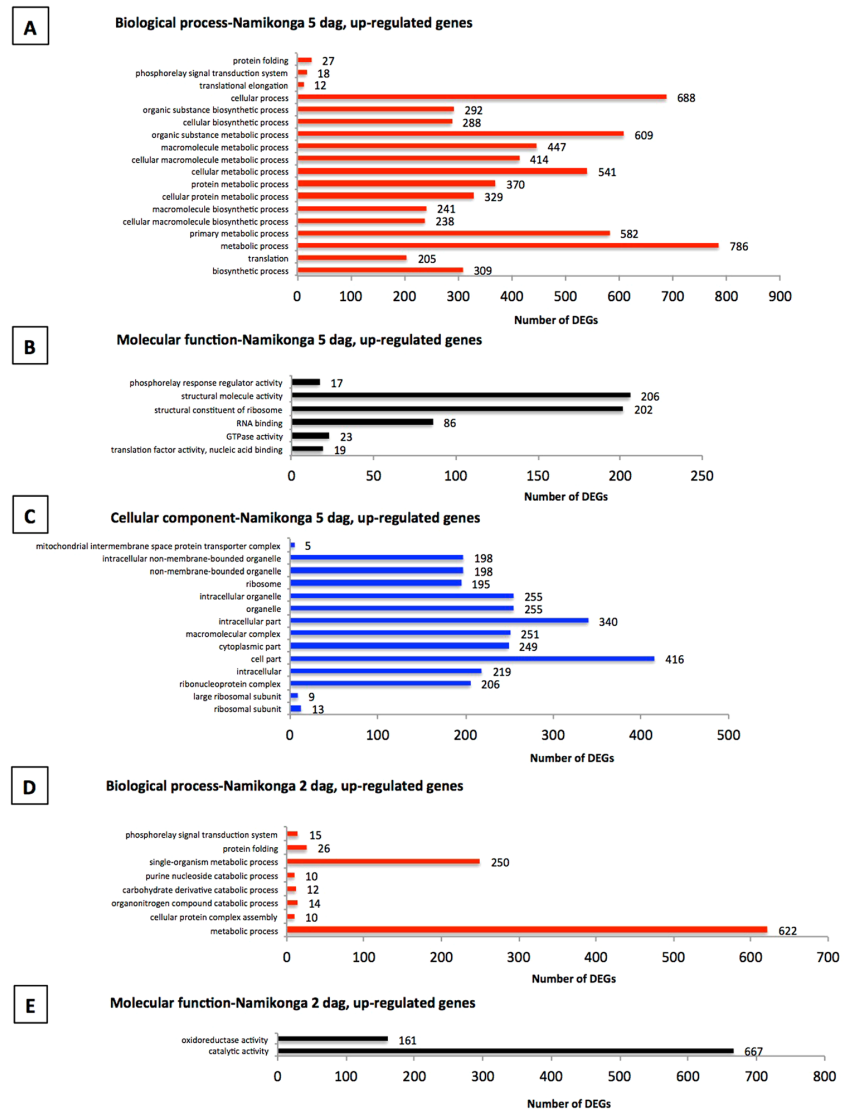 A
Biological process-Namikonga 5 dag, up-regulated genes
protein folding 27
phosphorelay signal transduction system 18
translational elongation 12
cellular process 688
organic substance biosynthetic process 292
cellular biosynthetic process 288
organic substance metabolic process 609
macromolecule metabolic process 447
cellular macromolecule metabolic process 414
cellular metabolic process 541
protein metabolic process 370
cellular protein metabolic process 329
macromolecule biosynthetic process 241
cellular macromolecule biosynthetic process 238
primary metabolic process 582
metabolic process 786
translation 205
biosynthetic process 309
0 100 200 300 400 500 600 700 800 900
Number of DEGs
B
Molecular function-Namikonga 5 dag, up-regulated genes
phosphorelay response regulator activity 17
structural molecule activity 206
structural constituent of ribosome 202
RNA binding 86
GTPase activity 23
translation factor activity, nucleic acid binding 19
0 50 100 150 200 250
Number of DEGs
C
Cellular component-Namikonga 5 dag, up-regulated genes
mitochondrial intermembrane space protein transporter complex 5
intracellular non-membrane-bounded organelle 198
non-membrane-bounded organelle 198
ribosome 195
intracellular organelle 255
organelle 255
intracellular part 340
macromolecular complex 251
cytoplasmic part 249
cell part 416
intracellular 219
ribonucleoprotein complex 206
large ribosomal subunit 9
ribosomal subunit 13
0 100 200 300 400 500
Number of DEGs
D
Biological process-Namikonga 2 dag, up-regulated genes
phosphorelay signal transduction system 15
protein folding 26
single-organism metabolic process 250
purine nucleoside catabolic process 10
carbohydrate derivative catabolic process 12
organonitrogen compound catabolic process 14
cellular protein complex assembly 10
metabolic process 622
0 100 200 300 400 500 600 700
Number of DEGs
E
Molecular function-Namikonga 2 dag, up-regulated genes
oxidoreductase activity 161
catalytic activity 667
0 100 200 300 400 500 600 700 800
Number of DEGs